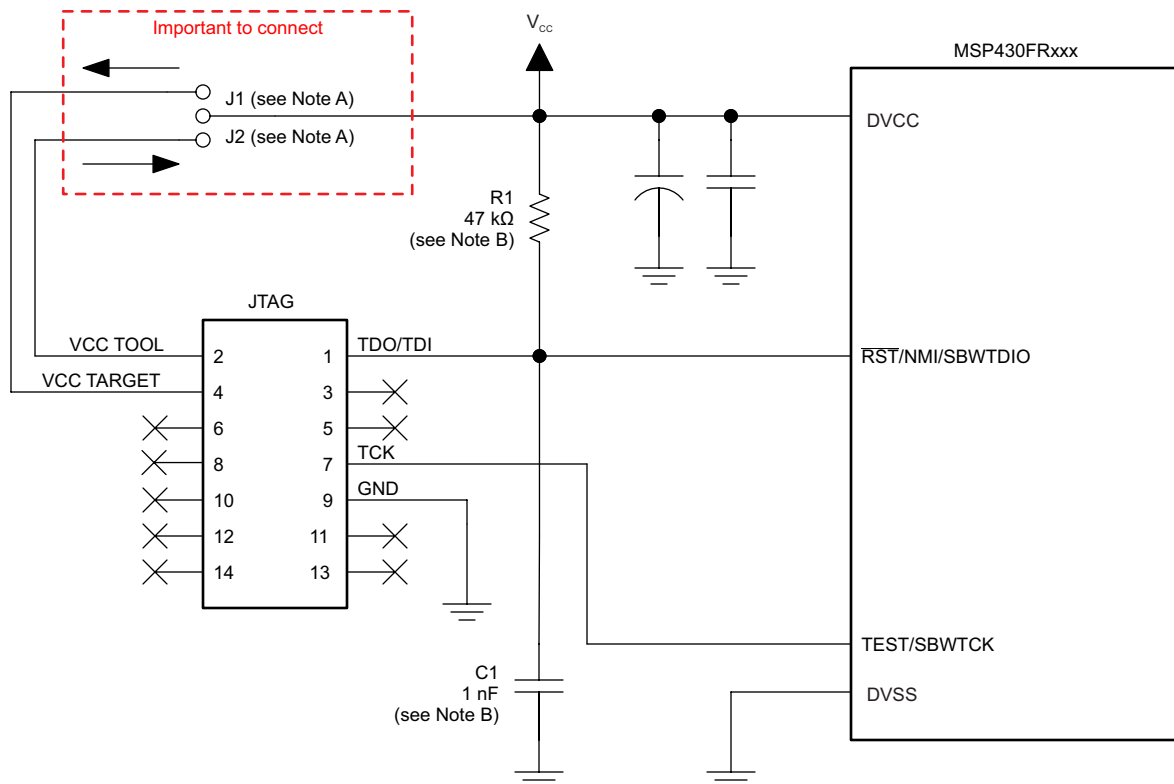 Important to connect
V_CC
MSP430FRxxx
J1 (see Note A)
J2 (see Note A)
DVCC
R1
47 kΩ
(see Note B)
JTAG
VCC TOOL
2
1
TDO/TDI
R̅S̅T̅/NMI/SBWTDIO
VCC TARGET
4
3
6
5
8
7
TCK
10
9
GND
12
11
14
13
TEST/SBWTCK
C1
1 nF
(see Note B)
DVSS